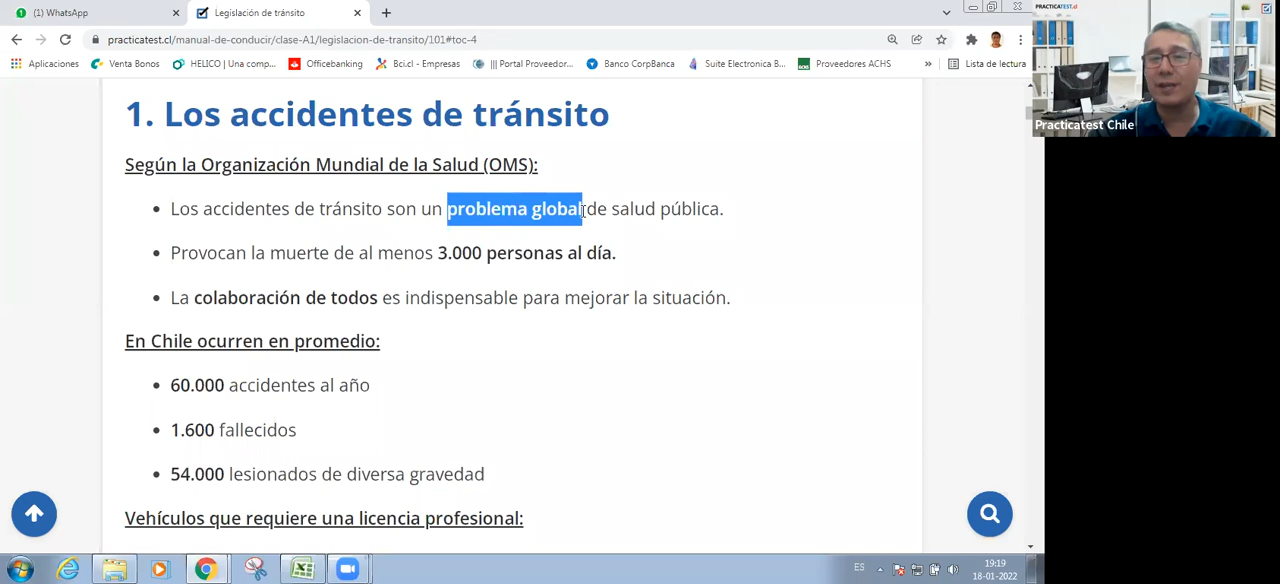 (1) WhatsApp
Legislación de tránsito
practicatest.cl/manual-de-conducir/clase-A1/legislacion-de-transito/101#toc-4
Aplicaciones
Venta Bonos
HELICO | Una comp...
Officebanking
Bci.cl - Empresas
||| Portal Proveedor...
Banco CorpBanca
Suite Electronica B...
Proveedores ACHS
»
Lista de lectura
PRACTICATEST.cl
Practicatest Chile
1. Los accidentes de tránsito
Según la Organización Mundial de la Salud (OMS):
• Los accidentes de tránsito son un problema global de salud pública.
• Provocan la muerte de al menos 3.000 personas al día.
• La colaboración de todos es indispensable para mejorar la situación.
En Chile ocurren en promedio:
• 60.000 accidentes al año
• 1.600 fallecidos
• 54.000 lesionados de diversa gravedad
Vehículos que requiere una licencia profesional:
ES
19:19
18-01-2022